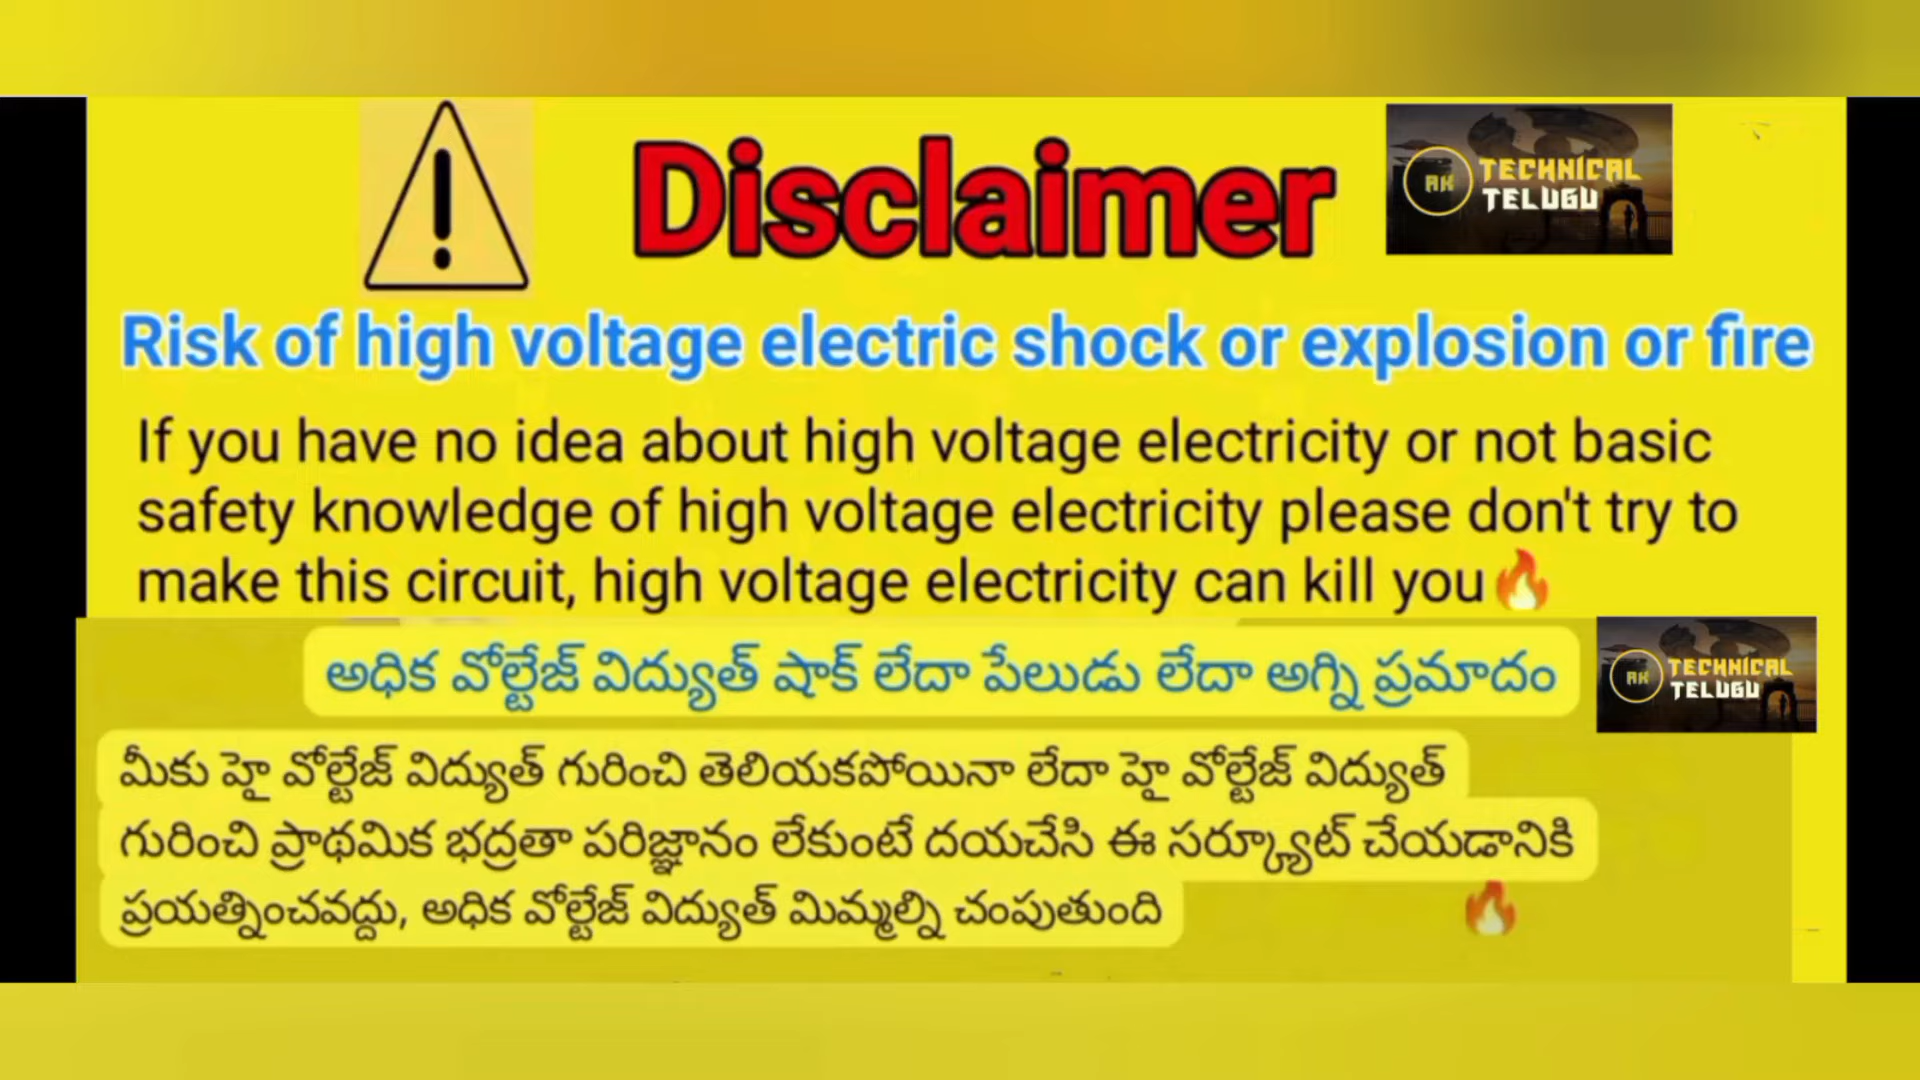 Disclaimer
AK TECHNICAL
TELUGU
Risk of high voltage electric shock or explosion or fire
If you have no idea about high voltage electricity or not basic
safety knowledge of high voltage electricity please don't try to
make this circuit, high voltage electricity can kill you🔥
అధిక వోల్టేజ్ విద్యుత్ షాక్ లేదా పేలుడు లేదా అగ్ని ప్రమాదం
AK TECHNICAL
TELUGU
మీకు హై వోల్టేజ్ విద్యుత్ గురించి తెలియకపోయినా లేదా హై వోల్టేజ్ విద్యుత్
గురించి ప్రాథమిక భద్రతా పరిజ్ఞానం లేకుంటే దయచేసి ఈ సర్క్యూట్ చేయడానికి
ప్రయత్నించవద్దు, అధిక వోల్టేజ్ విద్యుత్ మిమ్మల్ని చంపుతుంది 🔥